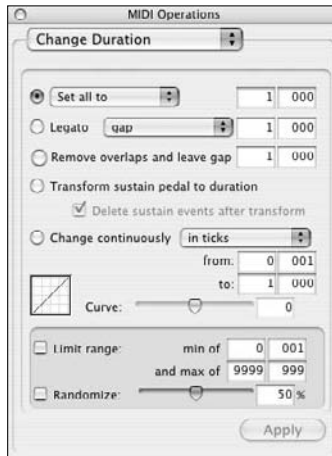 MIDI Operations
Change Duration
Set all to 1 000
Legato gap 1 000
Remove overlaps and leave gap 1 000
Transform sustain pedal to duration
Delete sustain events after transform
Change continuously in ticks
from: 0 001
to: 1 000
Curve: 0
Limit range: min of 0 001
and max of 9999 999
Randomize: 50 %
Apply